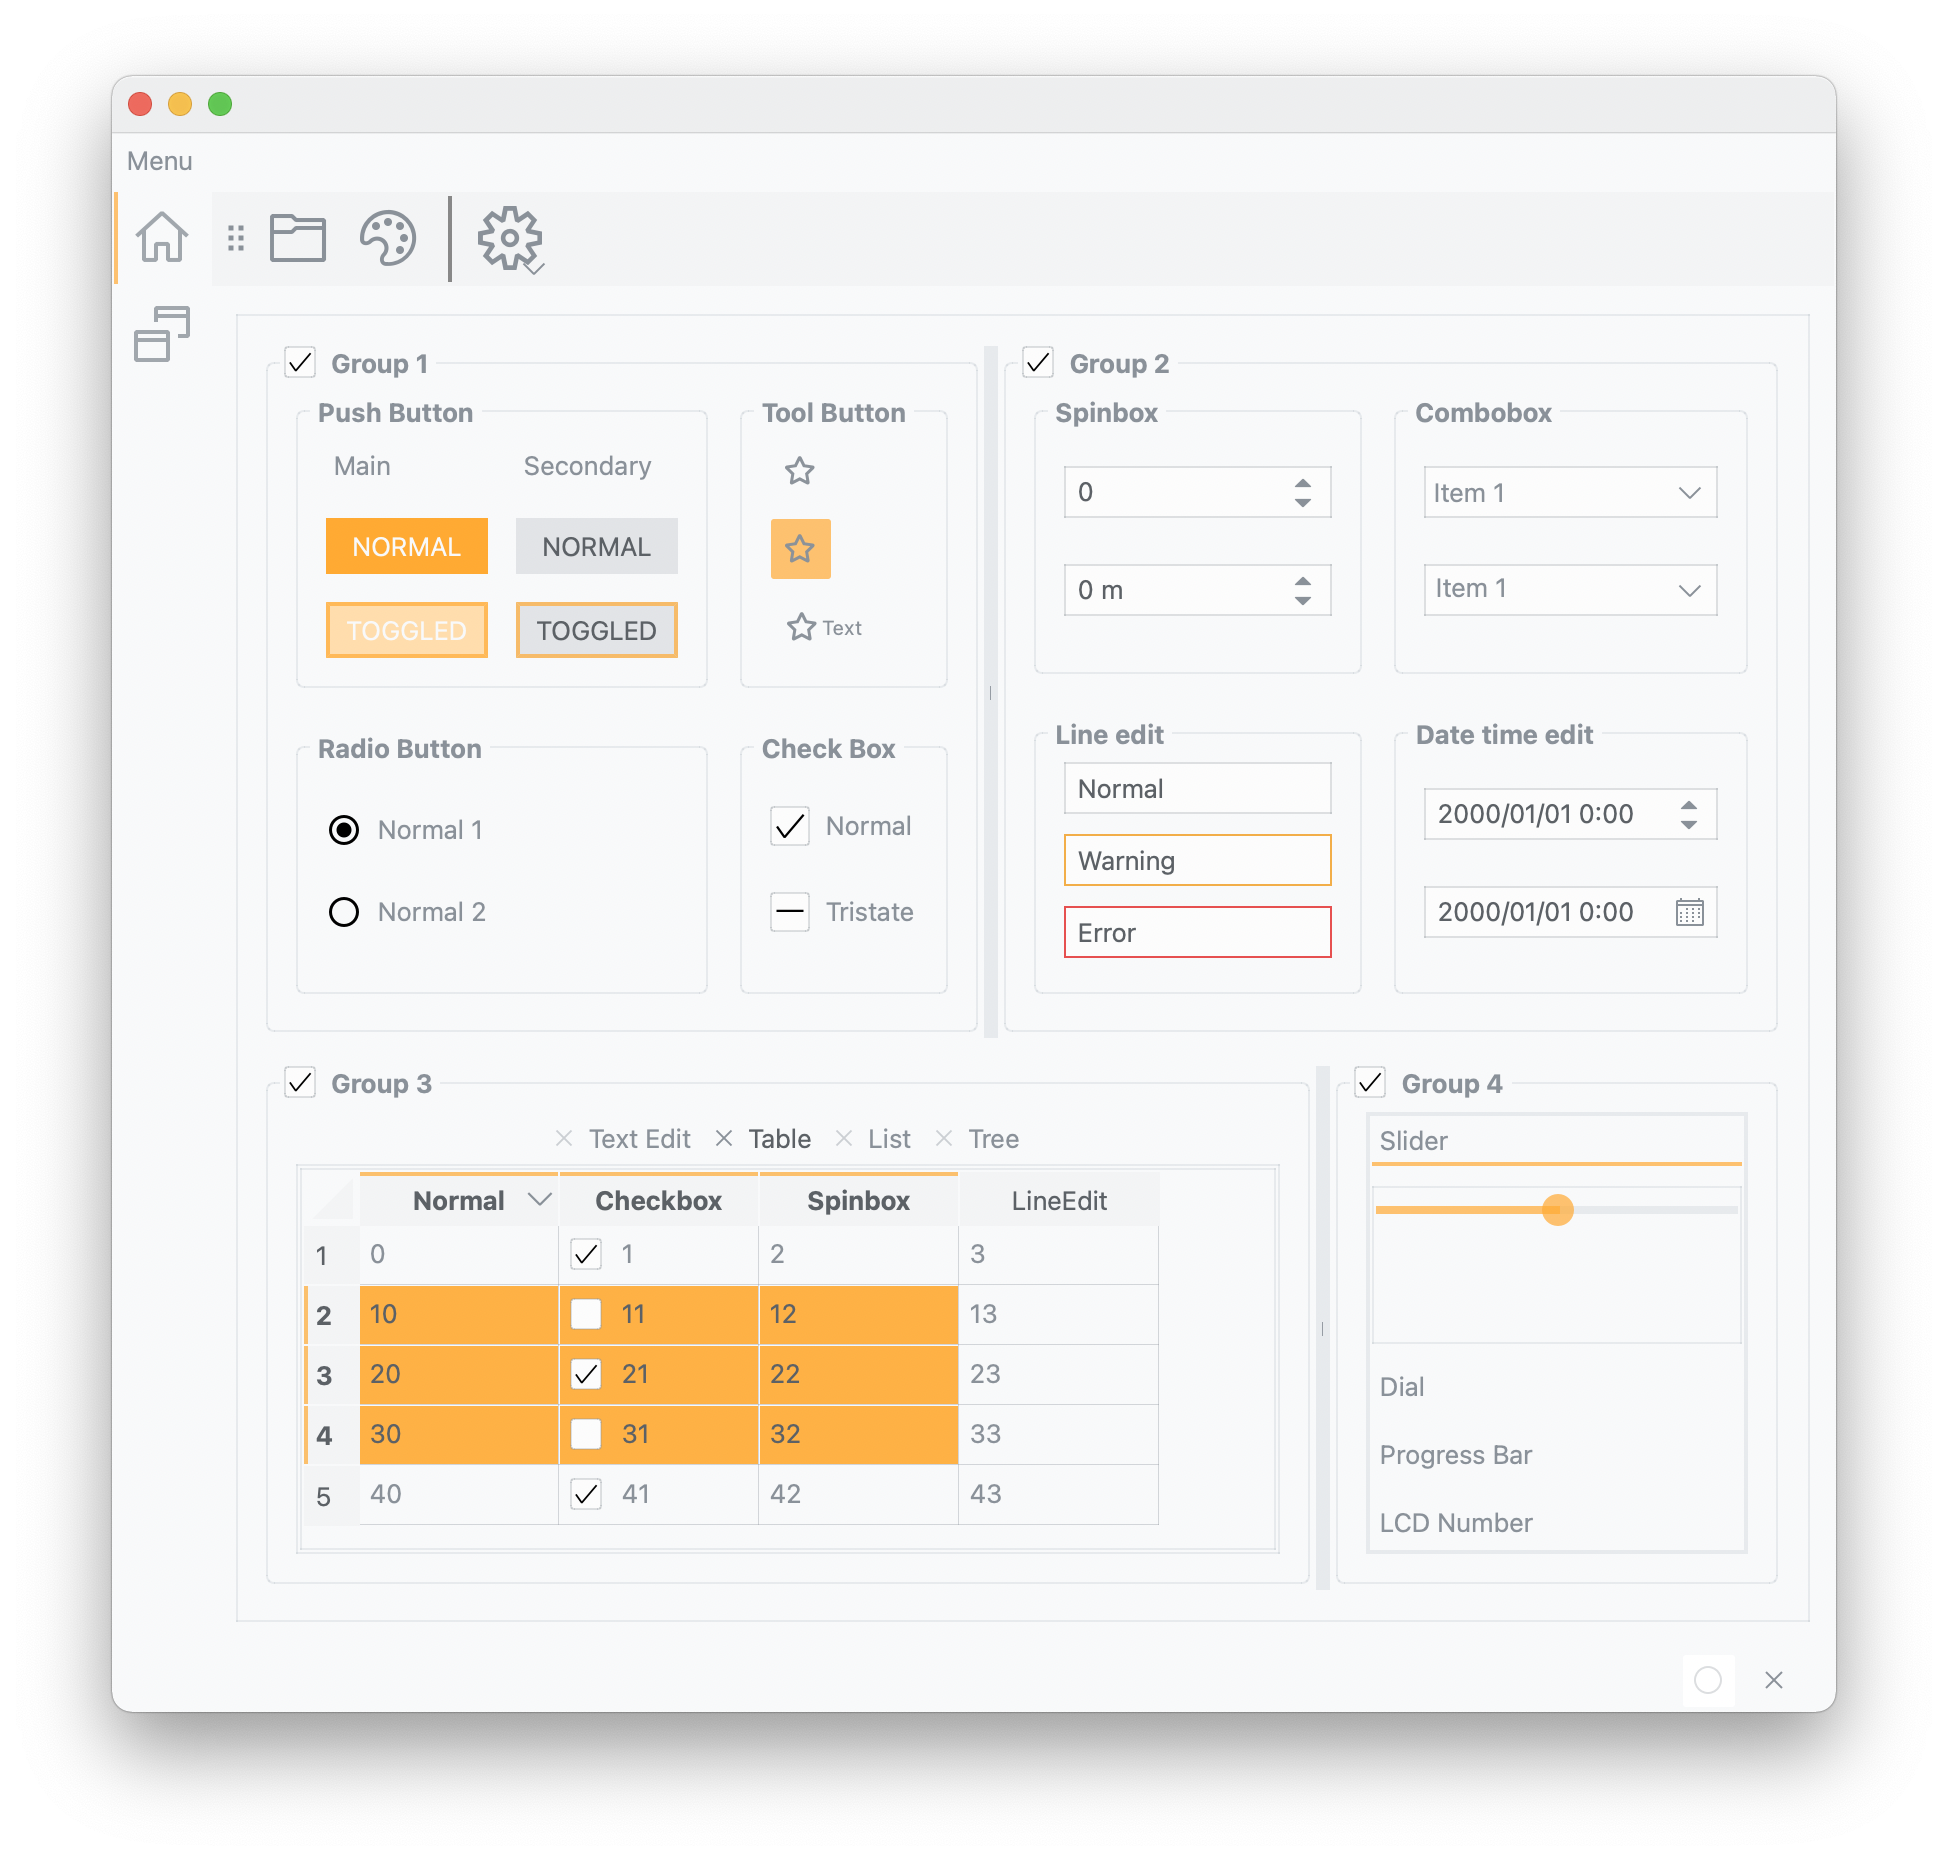 Menu
Group 1
Push Button
Main Secondary
NORMAL NORMAL
TOGGLED TOGGLED
Tool Button
Text
Radio Button
Normal 1
Normal 2
Check Box
Normal
Tristate
Group 2
Spinbox
0
0 m
Combobox
Item 1
Item 1
Line edit
Normal
Warning
Error
Date time edit
2000/01/01 0:00
2000/01/01 0:00
Group 3
Text Edit Table List Tree
Normal Checkbox Spinbox LineEdit
1 0 1 2 3
2 10 11 12 13
3 20 21 22 23
4 30 31 32 33
5 40 41 42 43
Group 4
Slider
Dial
Progress Bar
LCD Number